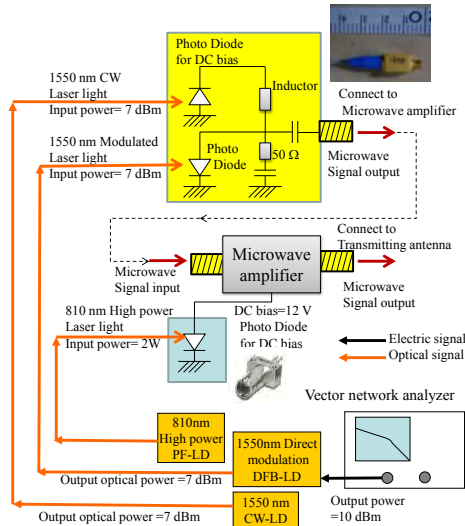 Photo Diode
for DC bias
1550 nm CW
Laser light
Input power= 7 dBm
Inductor
Connect to
Microwave amplifier
1550 nm Modulated
Laser light
Input power= 7 dBm
Photo
Diode
50 Ω
Microwave
Signal output
Connect to
Transmitting antenna
Microwave
amplifier
Microwave
Signal input
Microwave
Signal output
810 nm High power
Laser light
Input power= 2W
DC bias=12 V
Photo Diode
for DC bias
Electric signal
Optical signal
Vector network analyzer
810nm
High power
PF-LD
1550nm Direct
modulation
DFB-LD
Output optical power =7 dBm
Output power
=10 dBm
1550 nm
CW-LD
Output optical power =7 dBm